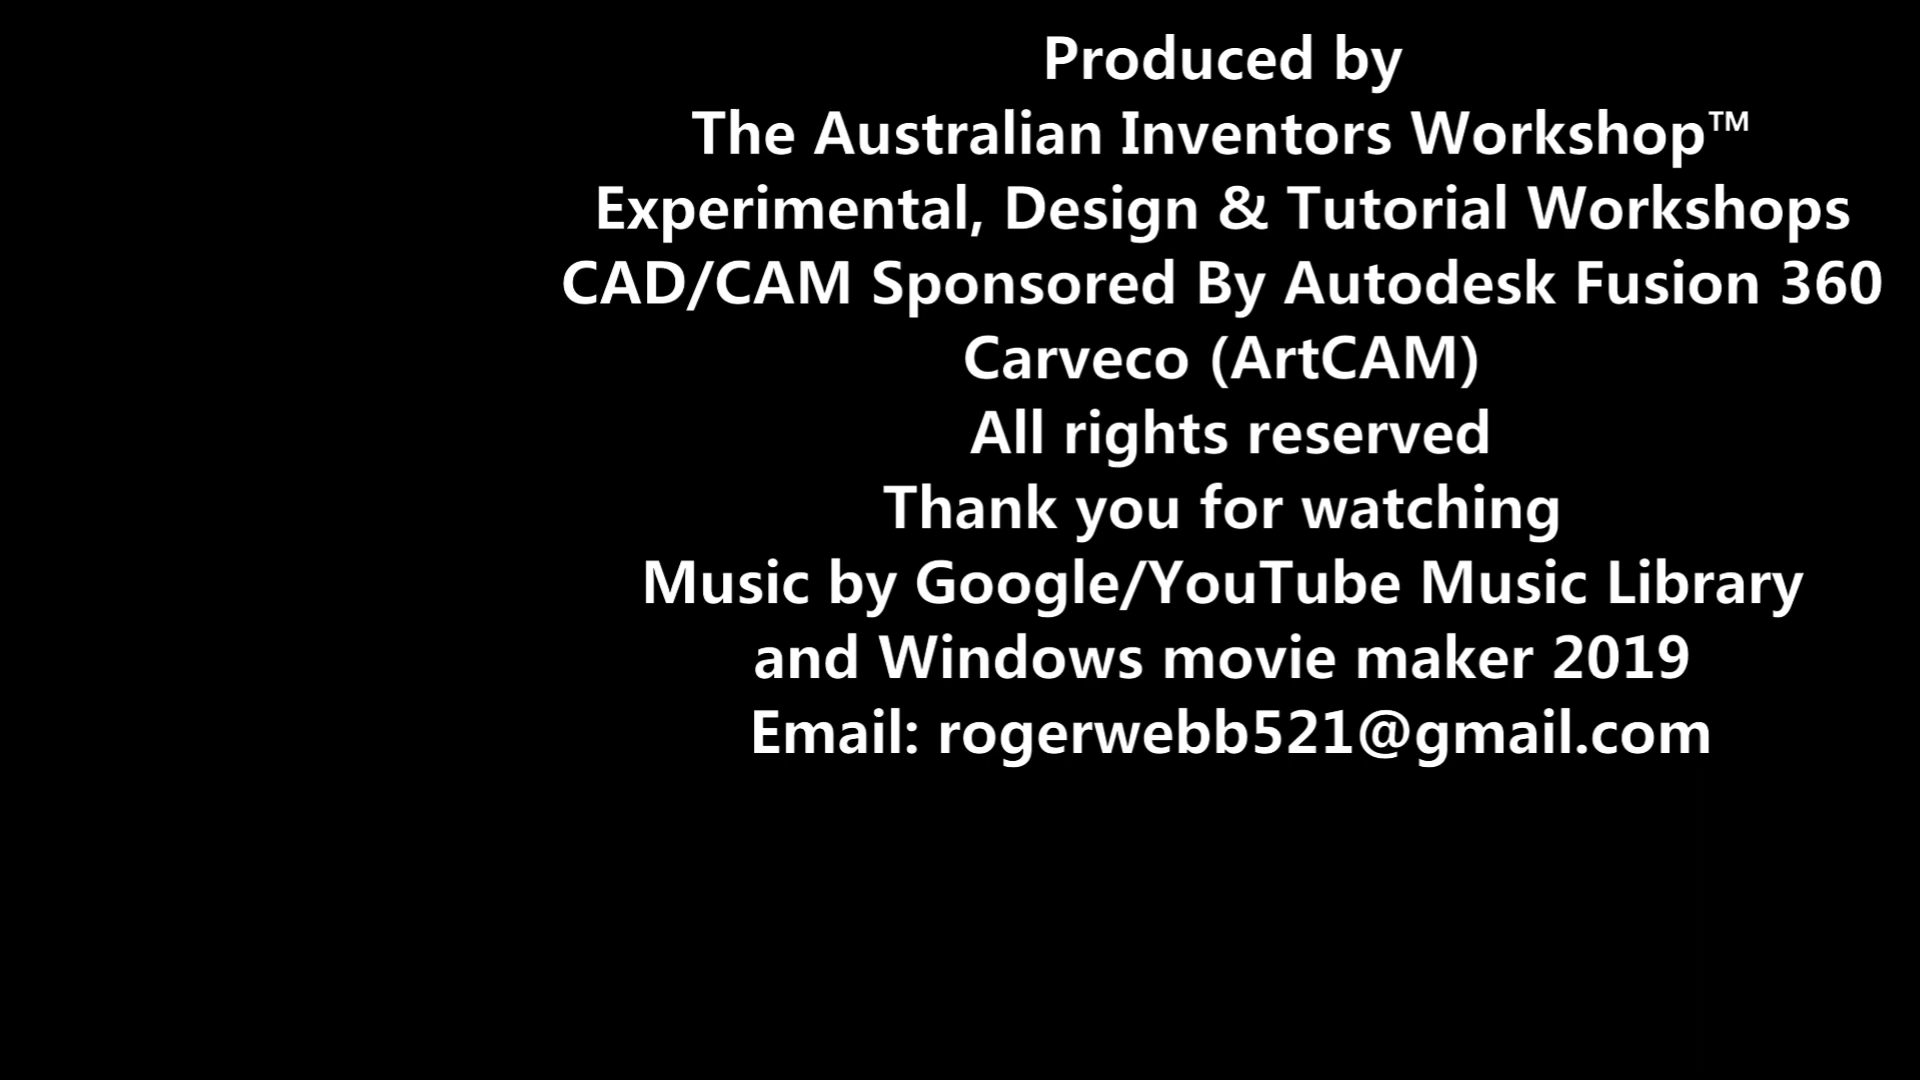 Produced by
The Australian Inventors Workshop™
Experimental, Design & Tutorial Workshops
CAD/CAM Sponsored By Autodesk Fusion 360
Carveco (ArtCAM)
All rights reserved
Thank you for watching
Music by Google/YouTube Music Library
and Windows movie maker 2019
Email: rogerwebb521@gmail.com